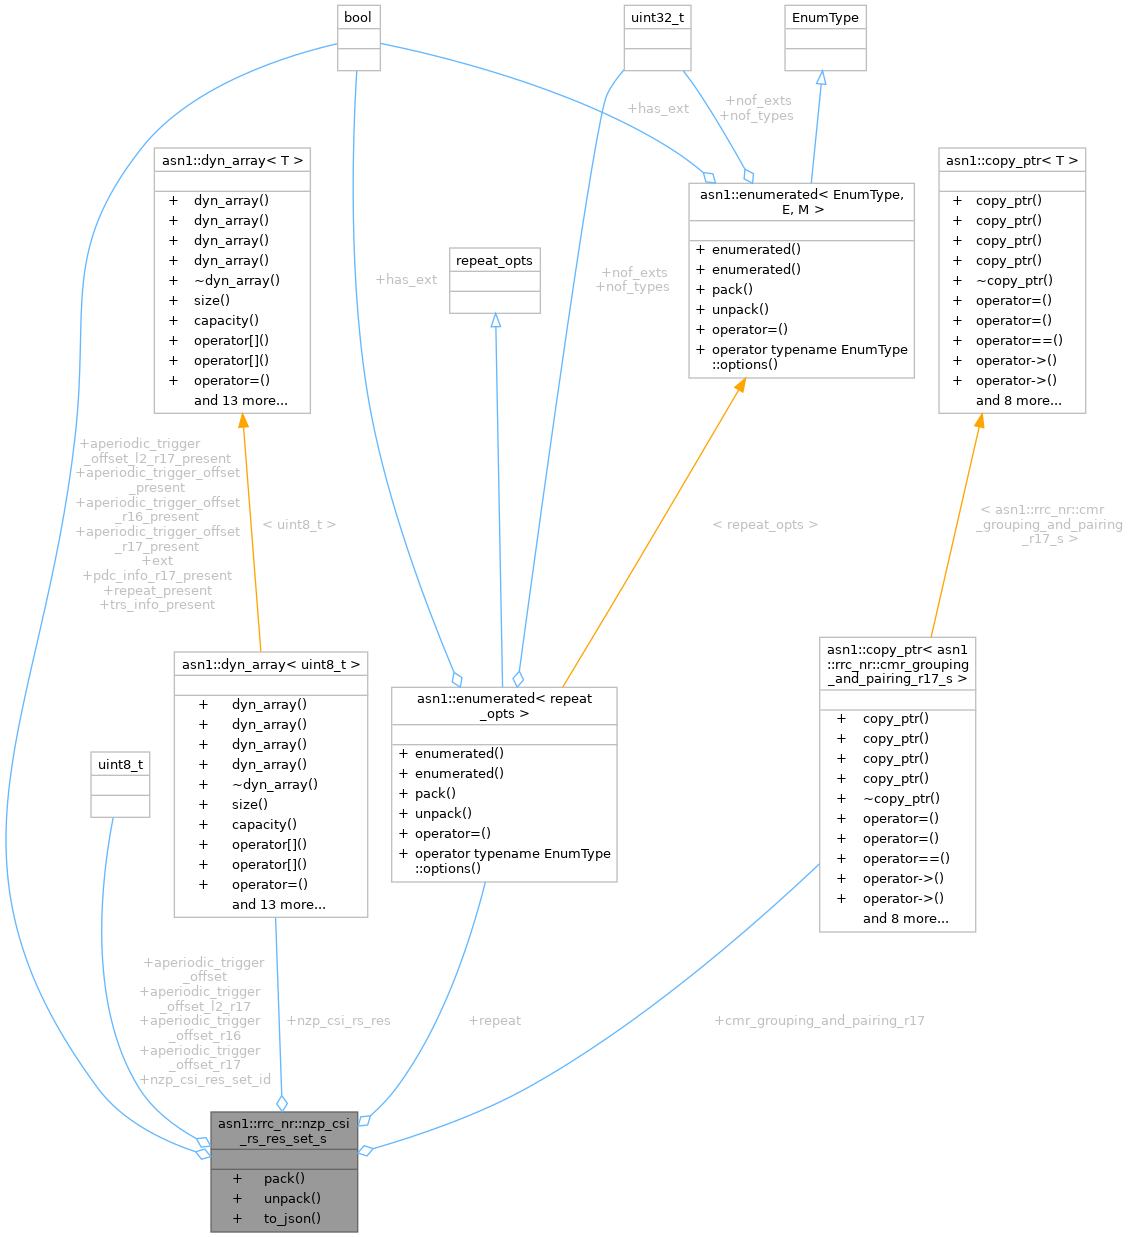 bool
uint32_t
EnumType
+has_ext
+nof_exts
+nof_types
asn1::dyn_array< T >
+ dyn_array()
+ dyn_array()
+ dyn_array()
+ dyn_array()
+ ~dyn_array()
+ size()
+ capacity()
+ operator[]()
+ operator[]()
+ operator=()
and 13 more...
asn1::enumerated< EnumType,
E, M >
+ enumerated()
+ enumerated()
+ pack()
+ unpack()
+ operator=()
+ operator typename EnumType
::options()
asn1::copy_ptr< T >
+ copy_ptr()
+ copy_ptr()
+ copy_ptr()
+ copy_ptr()
+ ~copy_ptr()
+ operator=()
+ operator=()
+ operator==()
+ operator->()
+ operator->()
and 8 more...
repeat_opts
+has_ext
+nof_exts
+nof_types
+aperiodic_trigger
_offset_l2_r17_present
+aperiodic_trigger_offset
_present
+aperiodic_trigger_offset
_r16_present
+aperiodic_trigger_offset
_r17_present
+ext
+pdc_info_r17_present
+repeat_present
+trs_info_present
< uint8_t >
< repeat_opts >
< asn1::rrc_nr::cmr
_grouping_and_pairing
_r17_s >
asn1::dyn_array< uint8_t >
+ dyn_array()
+ dyn_array()
+ dyn_array()
+ dyn_array()
+ ~dyn_array()
+ size()
+ capacity()
+ operator[]()
+ operator[]()
+ operator=()
and 13 more...
asn1::enumerated< repeat
_opts >
+ enumerated()
+ enumerated()
+ pack()
+ unpack()
+ operator=()
+ operator typename EnumType
::options()
asn1::copy_ptr< asn1
::rrc_nr::cmr_grouping
_and_pairing_r17_s >
+ copy_ptr()
+ copy_ptr()
+ copy_ptr()
+ copy_ptr()
+ ~copy_ptr()
+ operator=()
+ operator=()
+ operator==()
+ operator->()
+ operator->()
and 8 more...
uint8_t
+aperiodic_trigger
_offset
+aperiodic_trigger
_offset_l2_r17
+aperiodic_trigger
_offset_r16
+aperiodic_trigger
_offset_r17
+nzp_csi_res_set_id
+nzp_csi_rs_res
+repeat
+cmr_grouping_and_pairing_r17
asn1::rrc_nr::nzp_csi
_rs_res_set_s
+ pack()
+ unpack()
+ to_json()